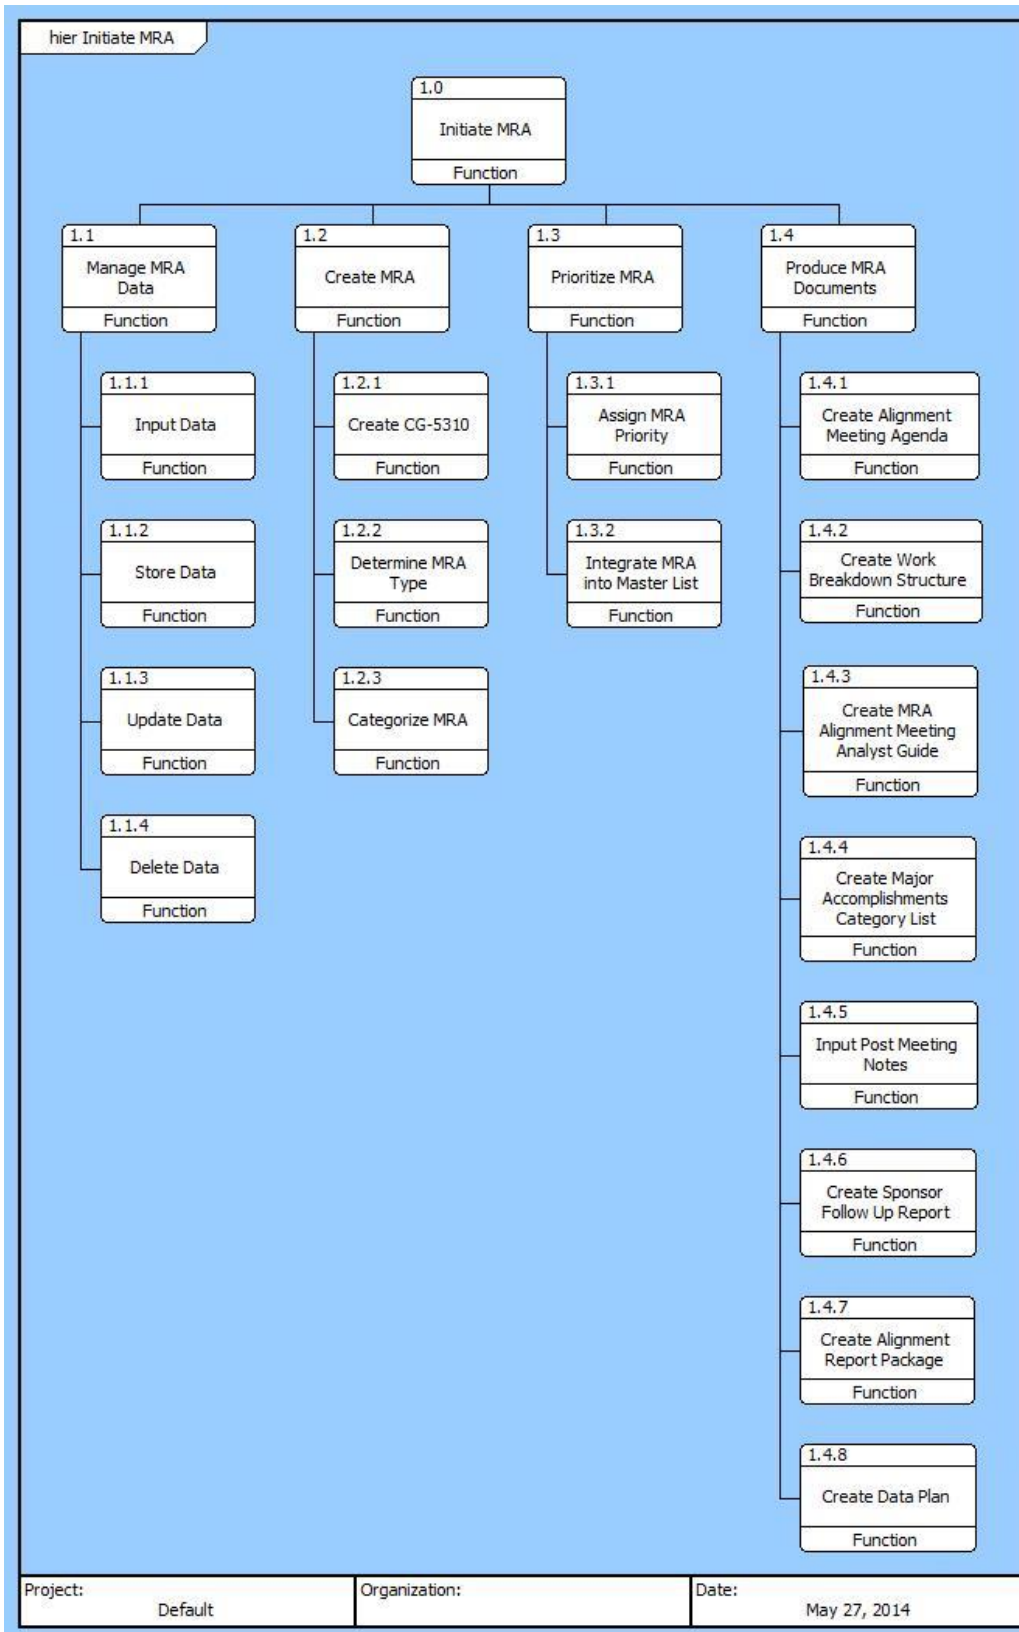 hier Initiate MRA
1.0
Initiate MRA
Function
1.1
Manage MRA
Data
Function
1.2
Create MRA
Function
1.3
Prioritize MRA
Function
1.4
Produce MRA
Documents
Function
1.1.1
Input Data
Function
1.1.2
Store Data
Function
1.1.3
Update Data
Function
1.1.4
Delete Data
Function
1.2.1
Create CG-5310
Function
1.2.2
Determine MRA
Type
Function
1.2.3
Categorize MRA
Function
1.3.1
Assign MRA
Priority
Function
1.3.2
Integrate MRA
into Master List
Function
1.4.1
Create Alignment
Meeting Agenda
Function
1.4.2
Create Work
Breakdown Structure
Function
1.4.3
Create MRA
Alignment Meeting
Analyst Guide
Function
1.4.4
Create Major
Accomplishments
Category List
Function
1.4.5
Input Post Meeting
Notes
Function
1.4.6
Create Sponsor
Follow Up Report
Function
1.4.7
Create Alignment
Report Package
Function
1.4.8
Create Data Plan
Function
Project:
Default
Organization:
Date:
May 27, 2014